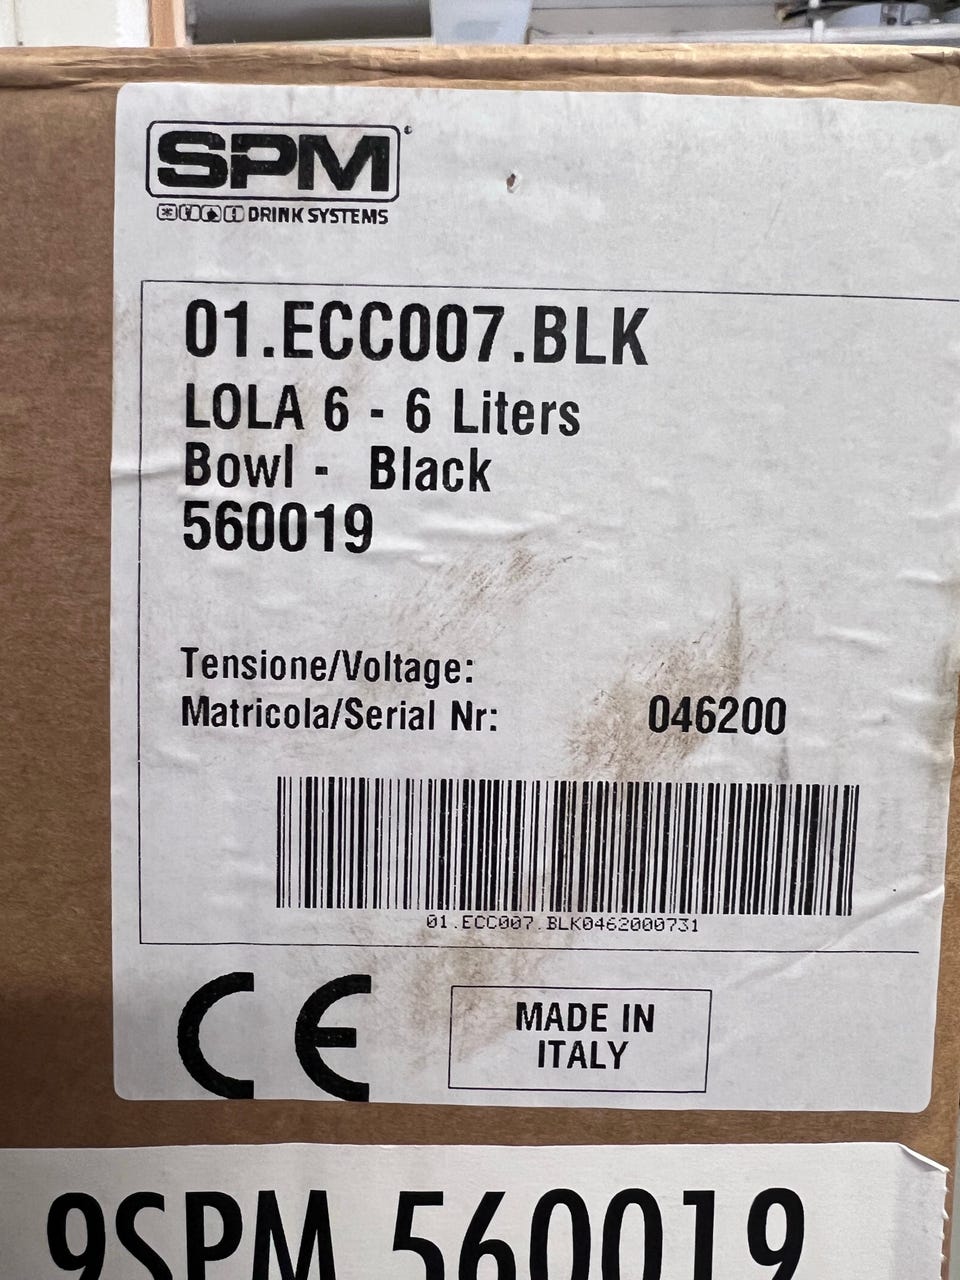 SPM
DRINK SYSTEMS
01.ECC007.BLK
LOLA 6 - 6 Liters
Bowl - Black
560019
Tensione/Voltage:
Matricola/Serial Nr: 046200
01.ECC007.BLK0462000731
CE
MADE IN
ITALY
9SPM 560019